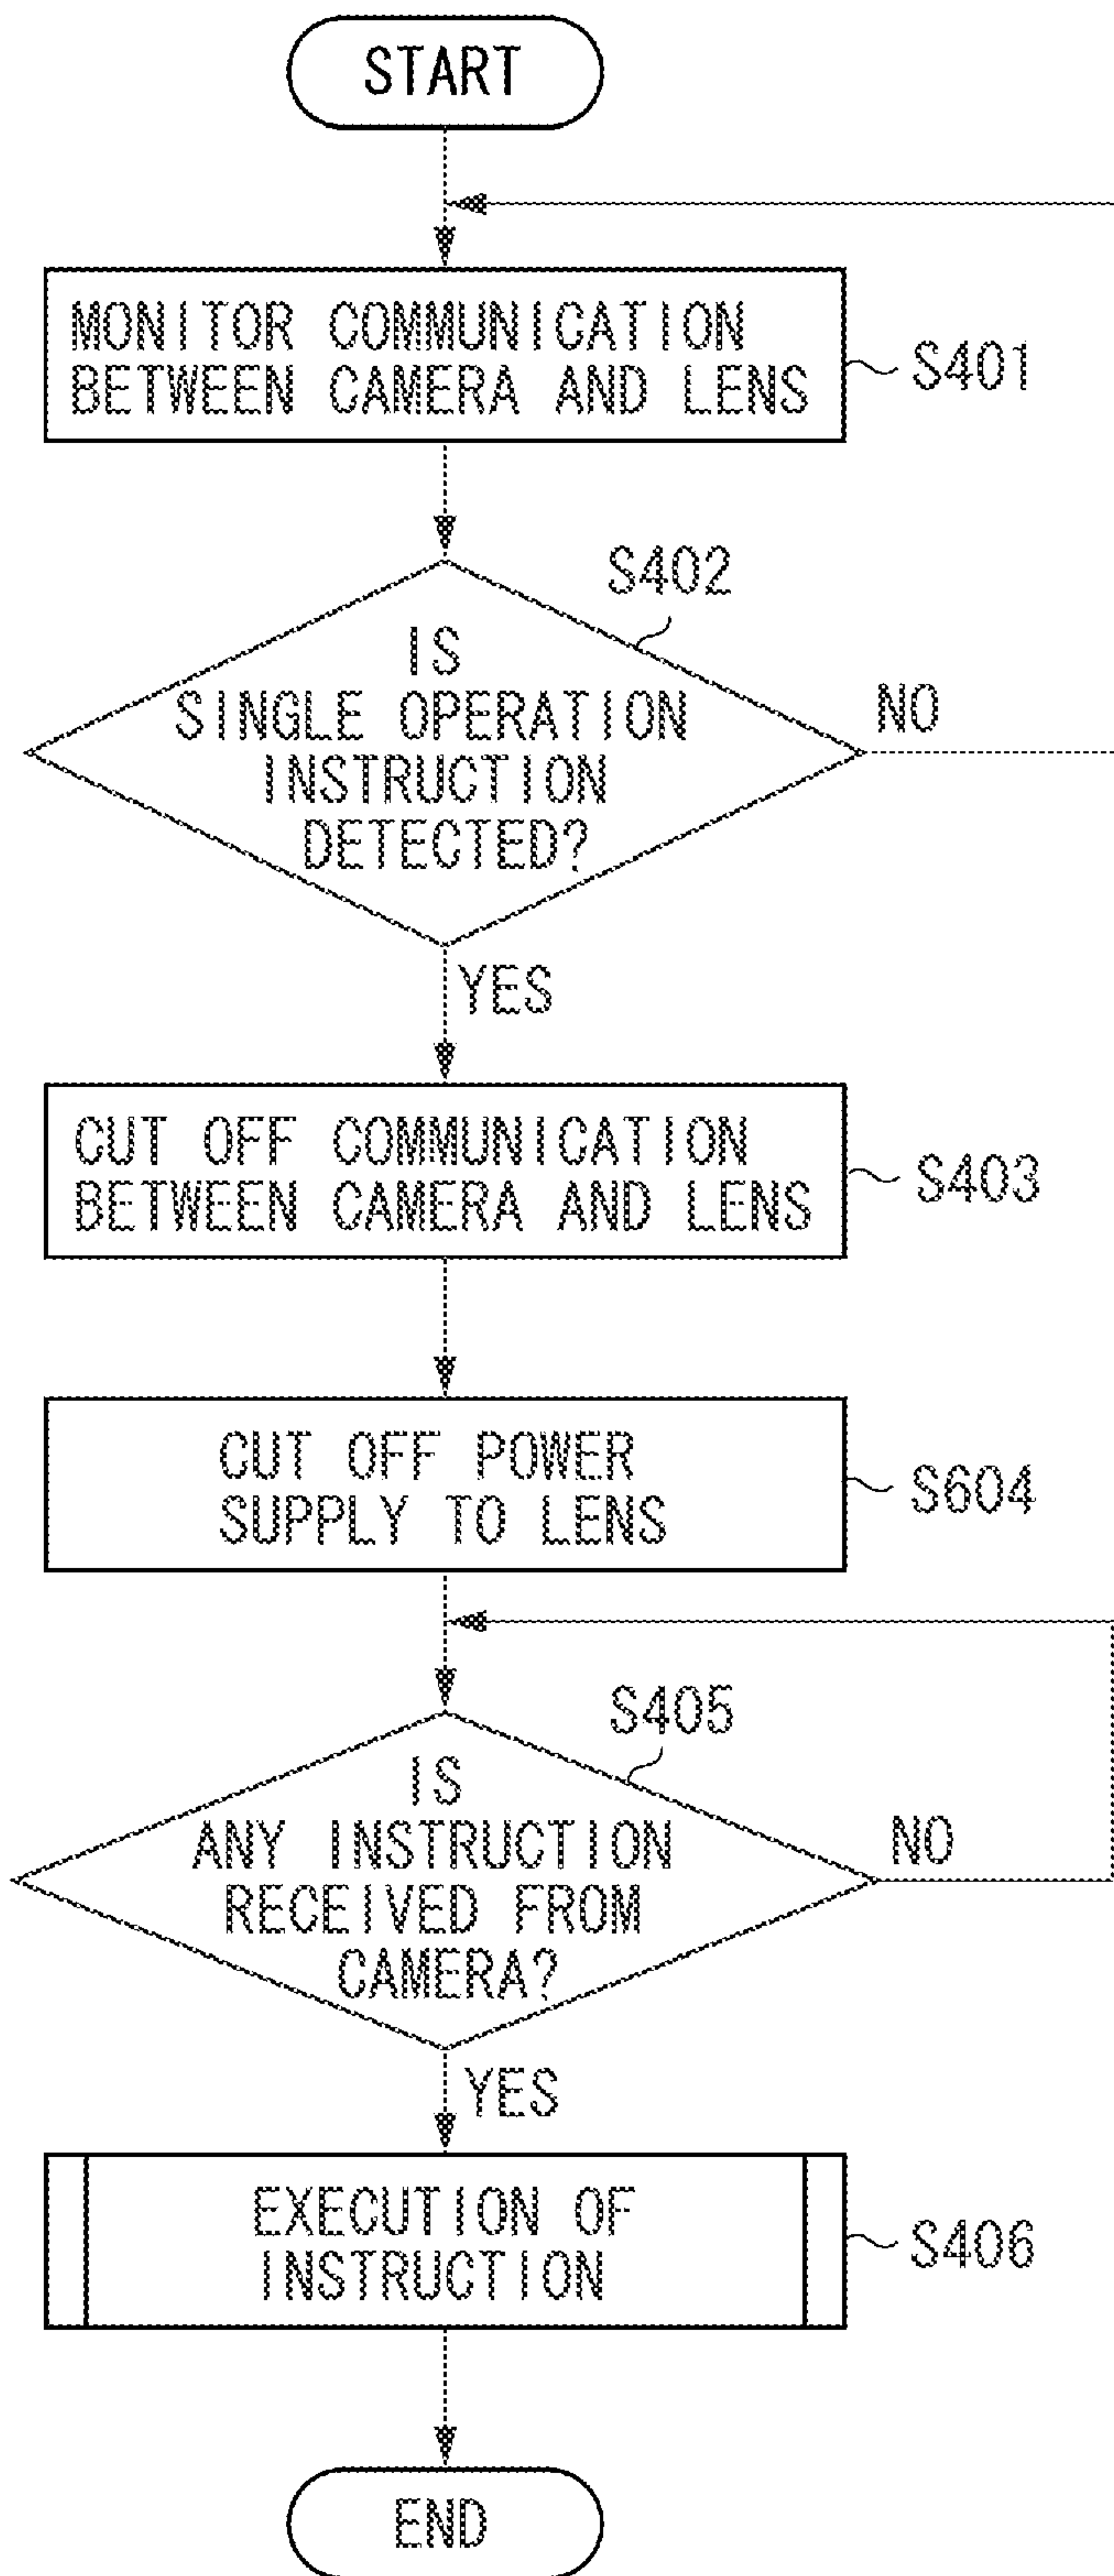 START
MONITOR COMMUNICATION
BETWEEN CAMERA AND LENS
S401
S402
IS
SINGLE OPERATION
INSTRUCTION
DETECTED?
NO
YES
CUT OFF COMMUNICATION
BETWEEN CAMERA AND LENS
S403
CUT OFF POWER
SUPPLY TO LENS
S604
S405
IS
ANY INSTRUCTION
RECEIVED FROM
CAMERA?
NO
YES
EXECUTION OF
INSTRUCTION
S406
END